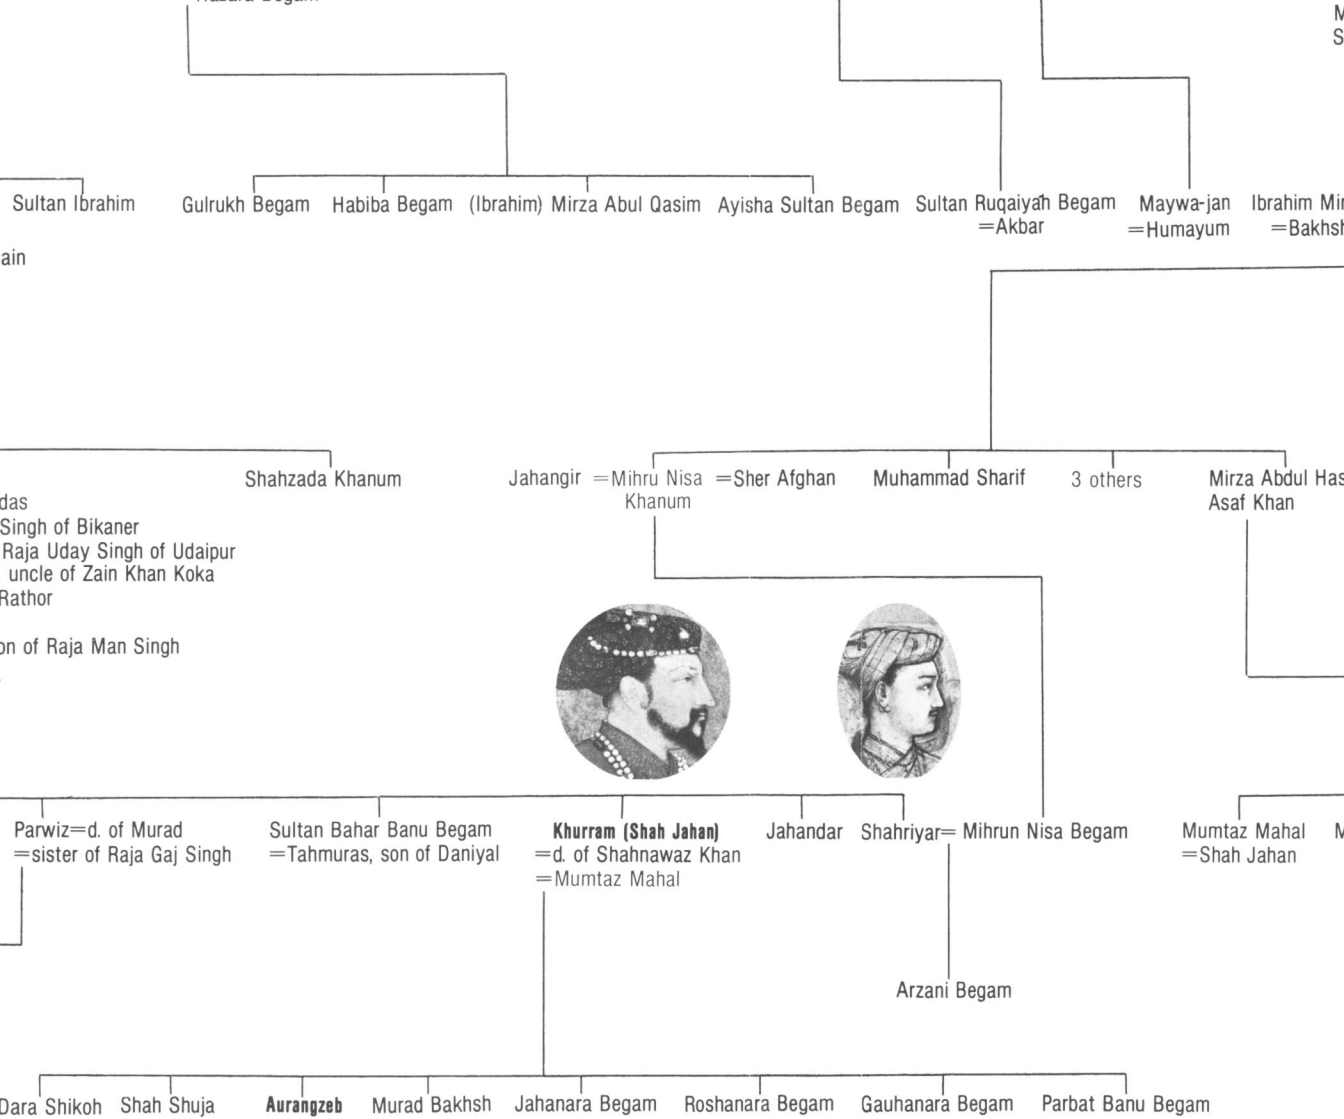 Sultan Ibrahim
Gulrukh Begam
Habiba Begam
(Ibrahim) Mirza Abul Qasim
Ayisha Sultan Begam
Sultan Ruqaiyah Begam
=Akbar
Maywa-jan
=Humayum
Ibrahim
Shahzada Khanum
Jahangir =Mihru Nisa =Sher Afghan
Khanum
Muhammad Sharif
3 others
Mirza Abdul
Asaf Khan
Singh of Bikaner
Raja Uday Singh of Udaipur
uncle of Zain Khan Koka
Rathor
of Raja Man Singh
Parwiz=d. of Murad
=sister of Raja Gaj Singh
Sultan Bahar Banu Begam
=Tahmuras, son of Daniyal
Khurram (Shah Jahan)
=d. of Shahnawaz Khan
=Mumtaz Mahal
Jahandar
Shahriyar= Mihrun Nisa Begam
Mumtaz Mahal
=Shah Jahan
Arzani Begam
Dara Shikoh
Shah Shuja
Aurangzeb
Murad Bakhsh
Jahanara Begam
Roshanara Begam
Gauhanara Begam
Parbat Banu Begam